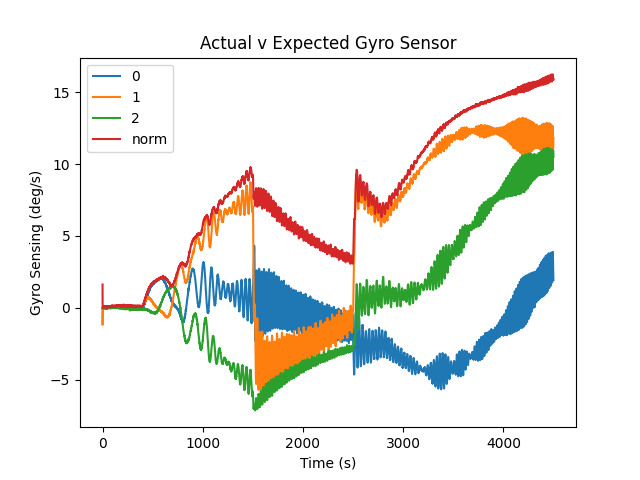 Actual v Expected Gyro Sensor
0
1
2
norm
Gyro Sensing (deg/s)
15
10
5
0
−5
0 1000 2000 3000 4000
Time (s)